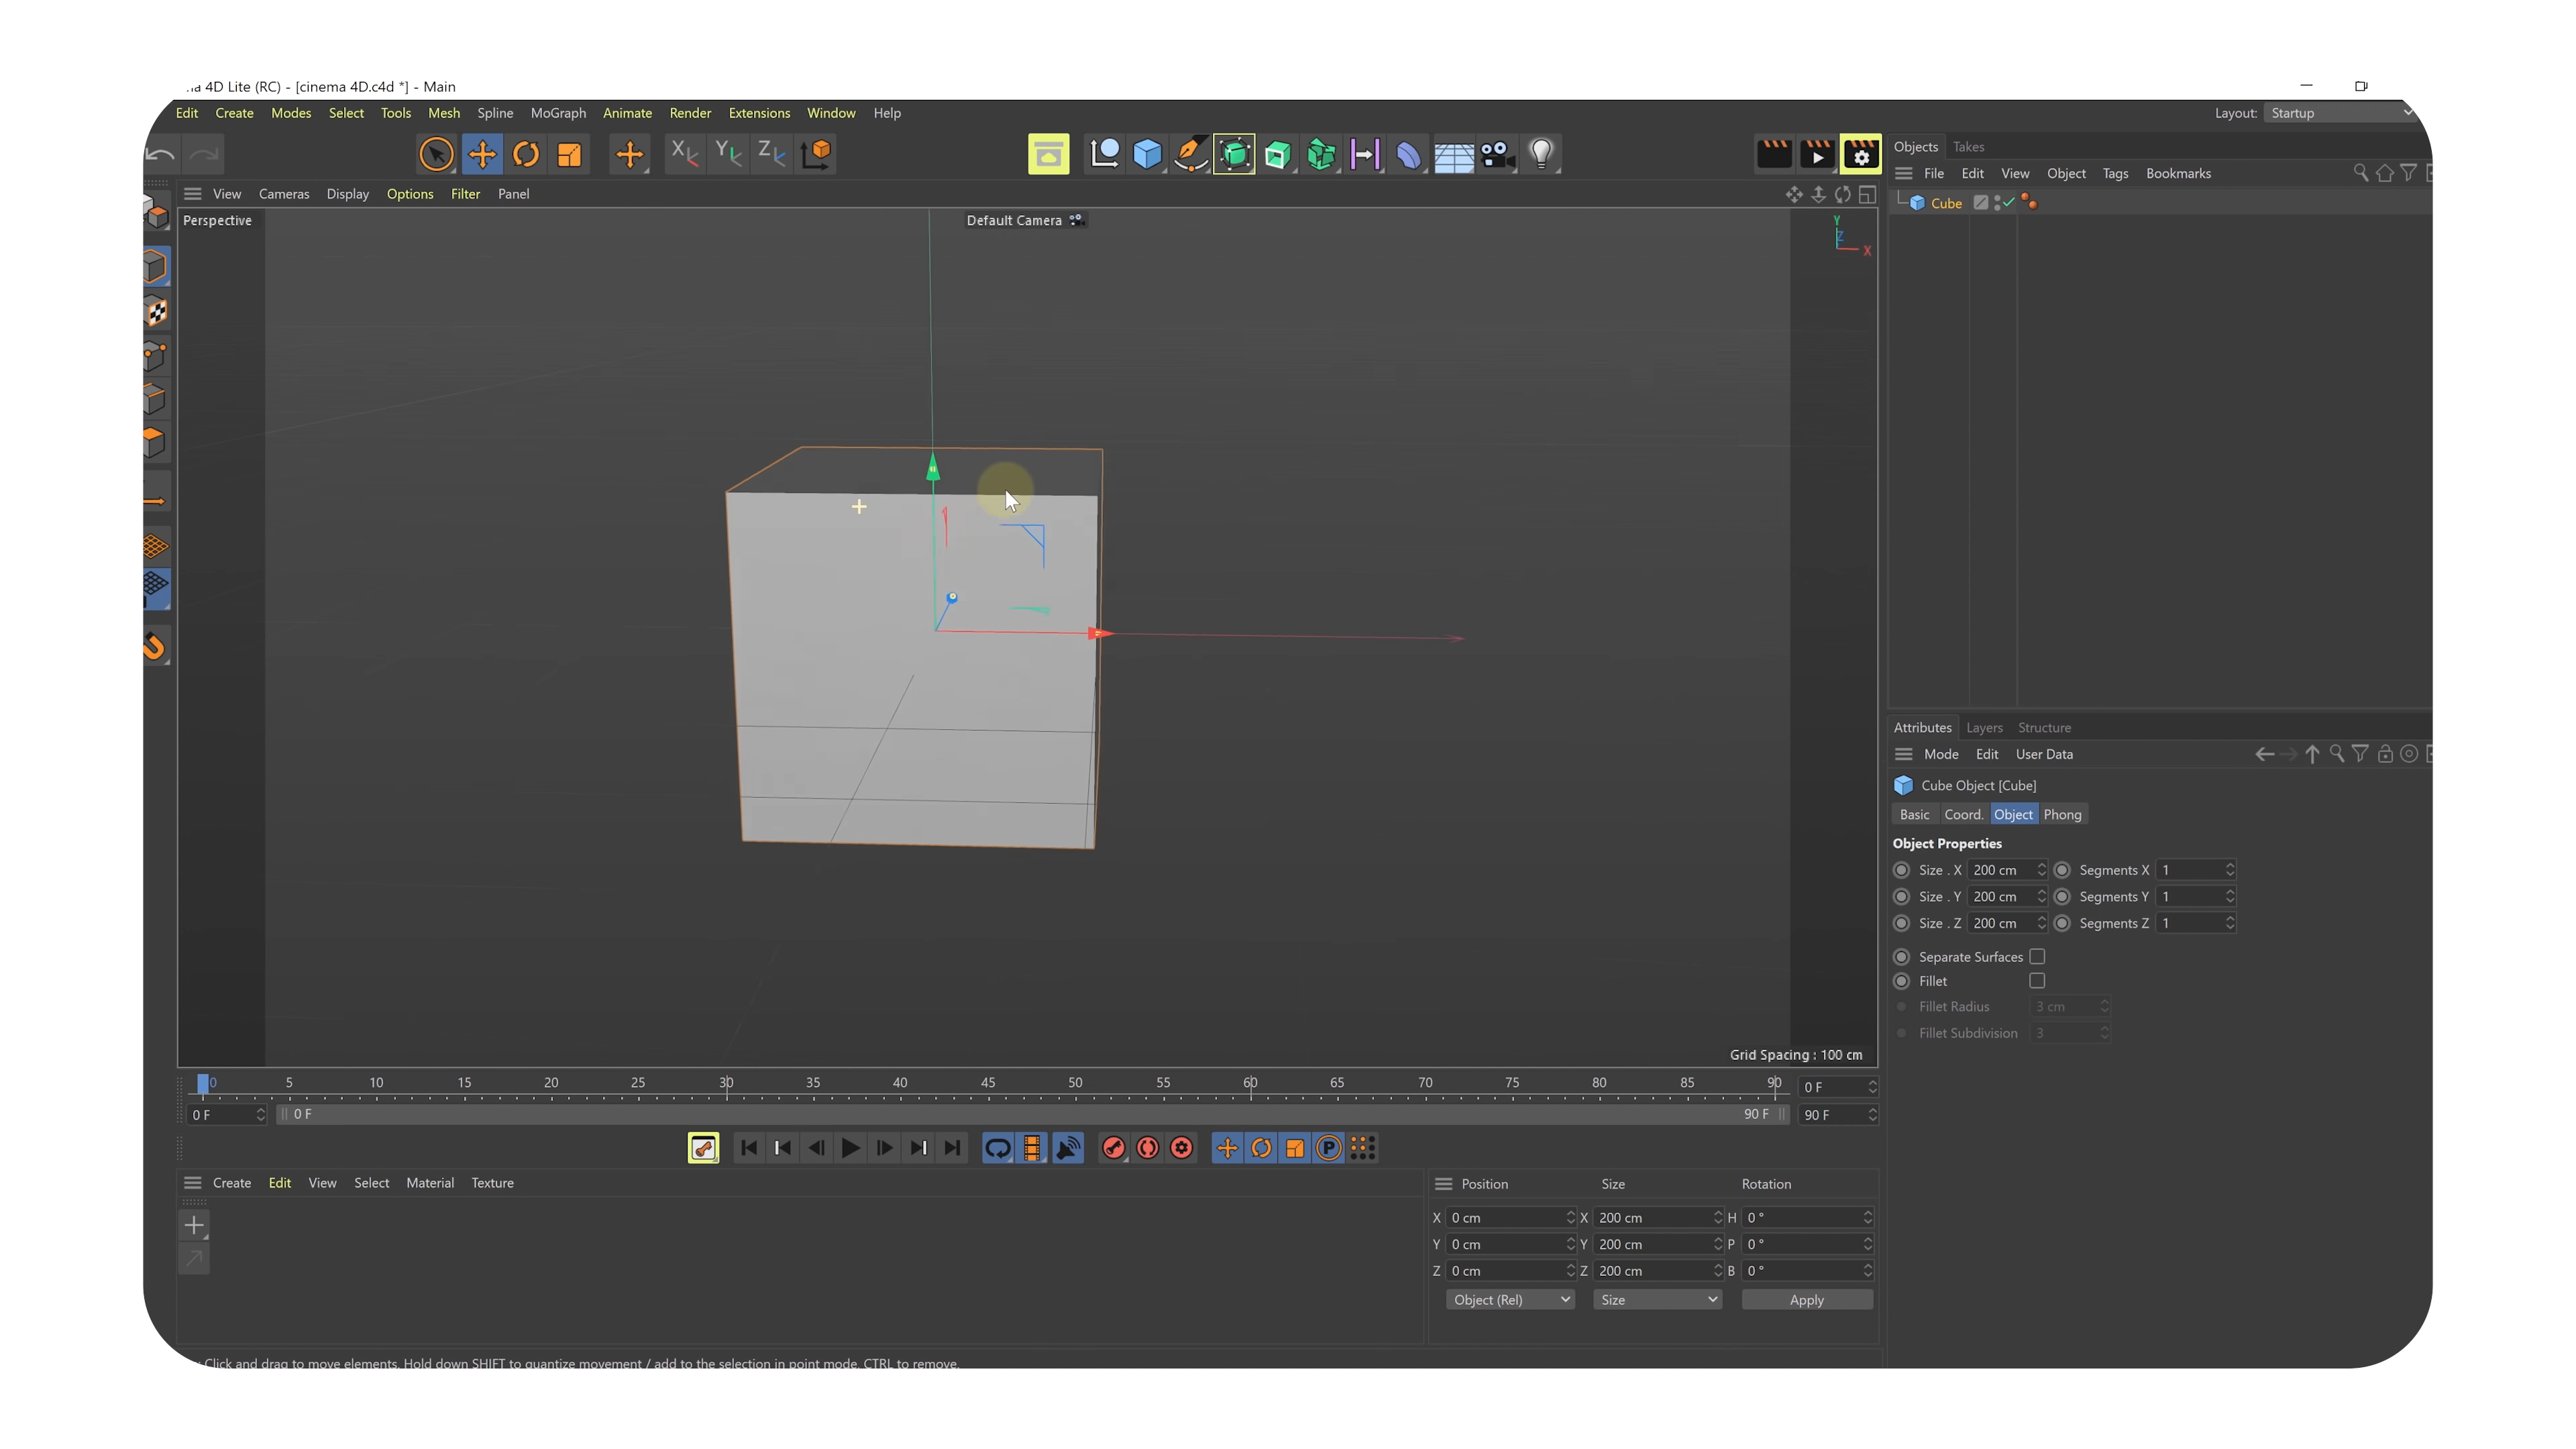 4D Lite (RC) - [cinema 4D.c4d *] - Main
Edit Create Modes Select Tools Mesh Spline MoGraph Animate Render Extensions Window Help
Layout: Startup
X Y Z
Objects Takes
File Edit View Object Tags Bookmarks
Cube
View Cameras Display Options Filter Panel
Perspective
Default Camera
Y
Z
X
Grid Spacing : 100 cm
Attributes Layers Structure
Mode Edit User Data
Cube Object [Cube]
Basic Coord. Object Phong
Object Properties
Size . X 200 cm Segments X 1
Size . Y 200 cm Segments Y 1
Size . Z 200 cm Segments Z 1
Separate Surfaces
Fillet
Fillet Radius 3 cm
Fillet Subdivision 3
0 5 10 15 20 25 30 35 40 45 50 55 60 65 70 75 80 85 90 0 F
0 F 0 F 90 F 90 F
P
Create Edit View Select Material Texture
Position Size Rotation
X 0 cm X 200 cm H 0 °
Y 0 cm Y 200 cm P 0 °
Z 0 cm Z 200 cm B 0 °
Object (Rel) Size Apply
Click and drag to move elements. Hold down SHIFT to quantize movement / add to the selection in point mode, CTRL to remove.